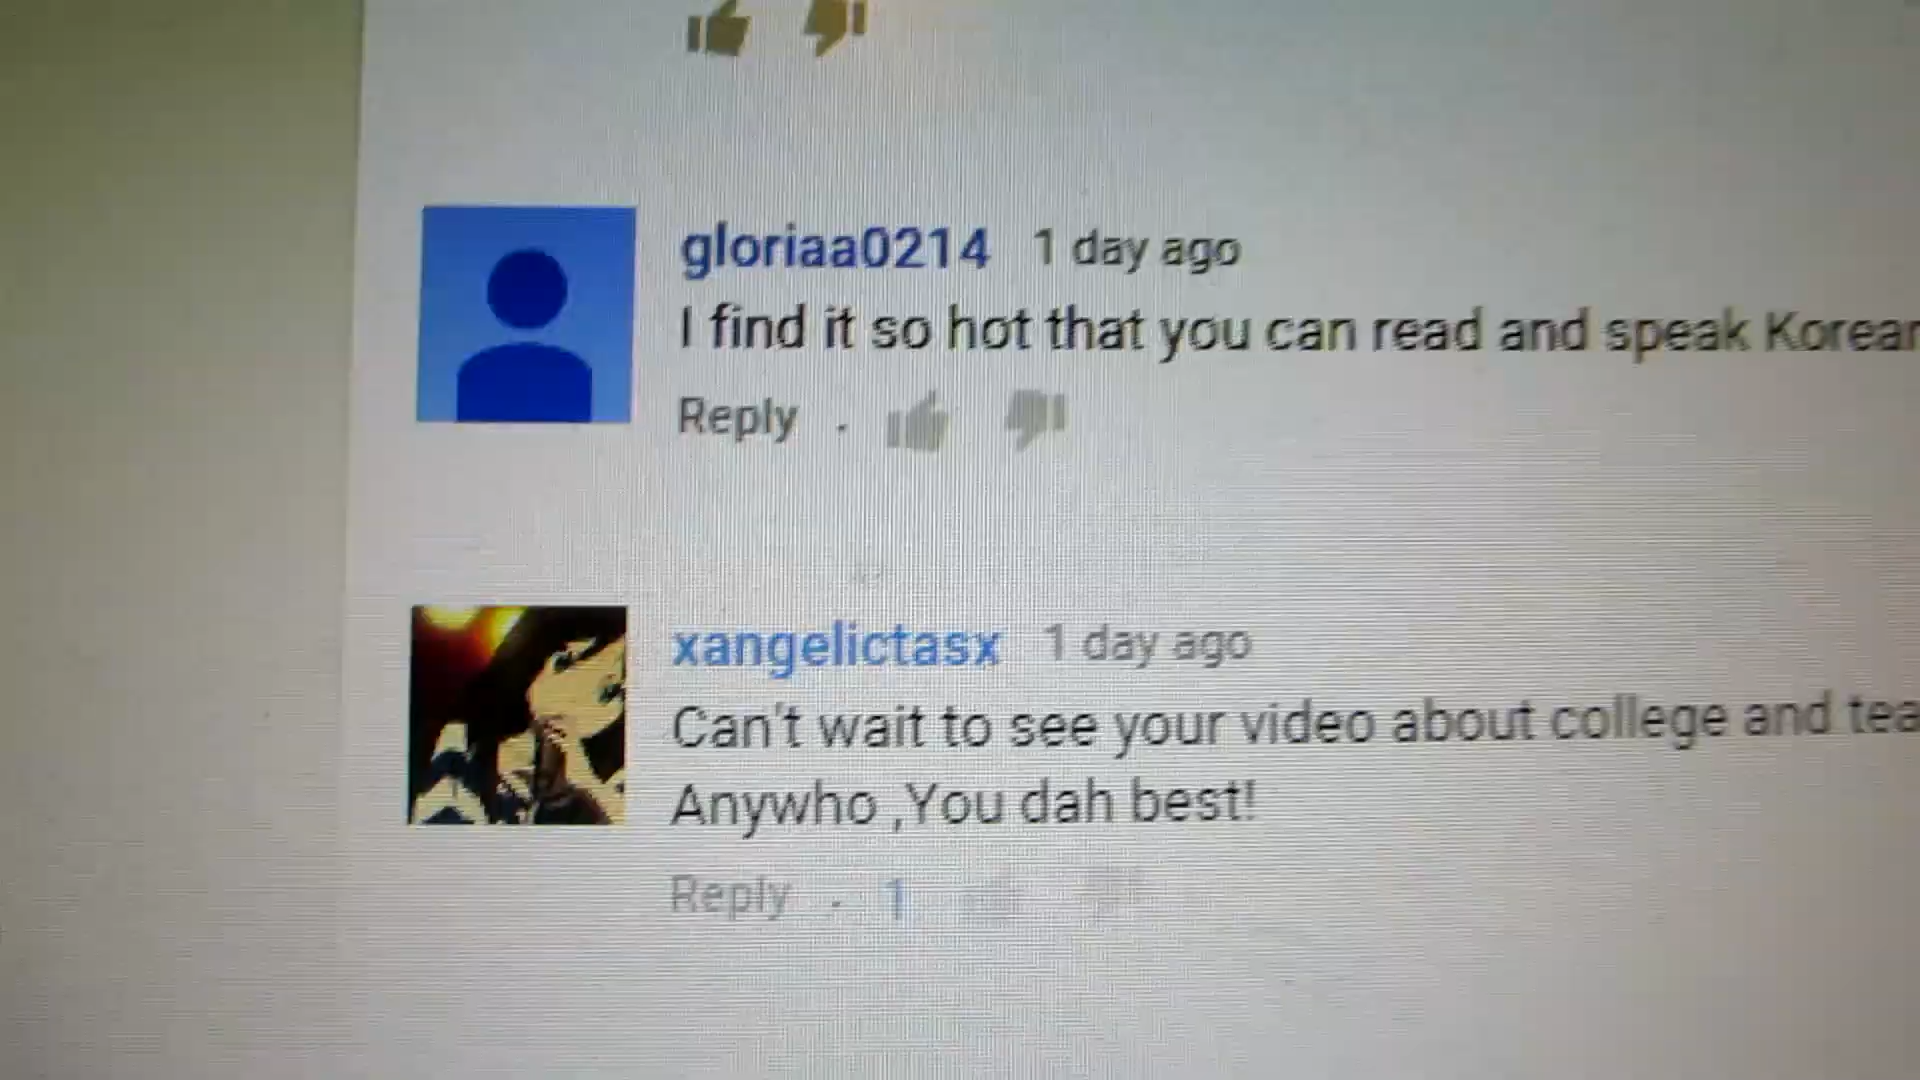 gloriaa0214 1 day ago
I find it so hot that you can read and speak Korean
Reply .
xangelictasx 1 day ago
Can't wait to see your video about college and tea
Anywho ,You dah best!
Reply . 1